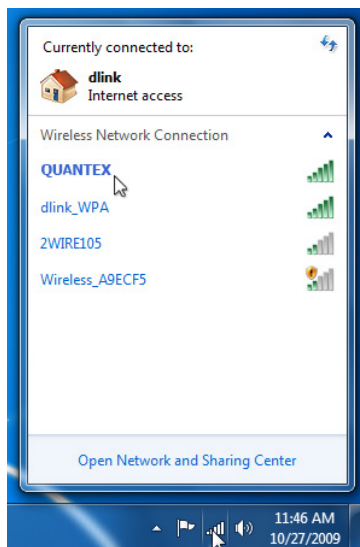 Currently connected to:
dlink
Internet access
Wireless Network Connection
QUANTEX
dlink_WPA
2WIRE105
Wireless_A9ECF5
Open Network and Sharing Center
11:46 AM
10/27/2009